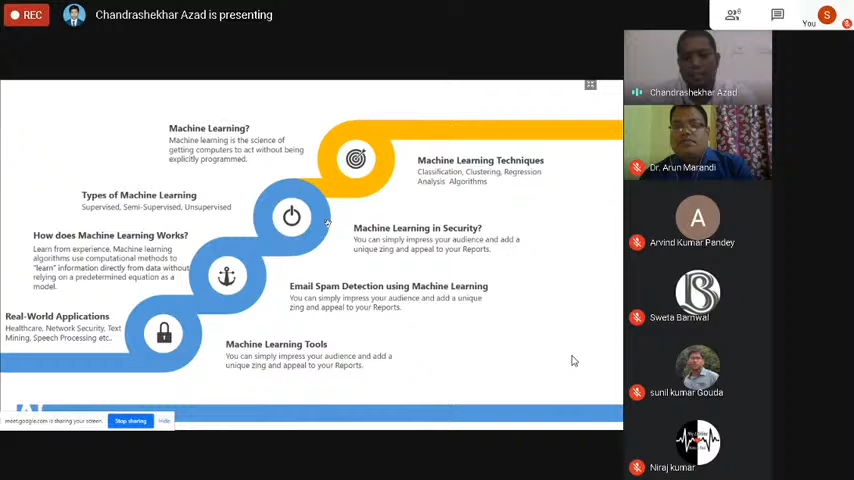 REC
Chandrashekhar Azad is presenting
6
S
You
Machine Learning?
Machine learning is the science of
getting computers to act without being
explicitly programmed.
Types of Machine Learning
Supervised, Semi-Supervised, Unsupervised
How does Machine Learning Works?
Learn from experience. Machine learning
algorithms use computational methods to
"learn" information directly from data without
relying on a predetermined equation as a
model.
Real-World Applications
Healthcare, Network Security, Text
Mining, Speech Processing etc..
Machine Learning Techniques
Classification, Clustering, Regression
Analysis Algorithms
Machine Learning in Security?
You can simply impress your audience and add a
unique zing and appeal to your Reports.
Email Spam Detection using Machine Learning
You can simply impress your audience and add a unique
zing and appeal to your Reports.
Machine Learning Tools
You can simply impress your audience and add a
unique zing and appeal to your Reports.
meet.google.com is sharing your screen.
Stop sharing
Hide
Chandrashekhar Azad
Dr. Arun Marandi
A
Arvind Kumar Pandey
Sweta Barnwal
sunil kumar Gouda
Niraj kumar